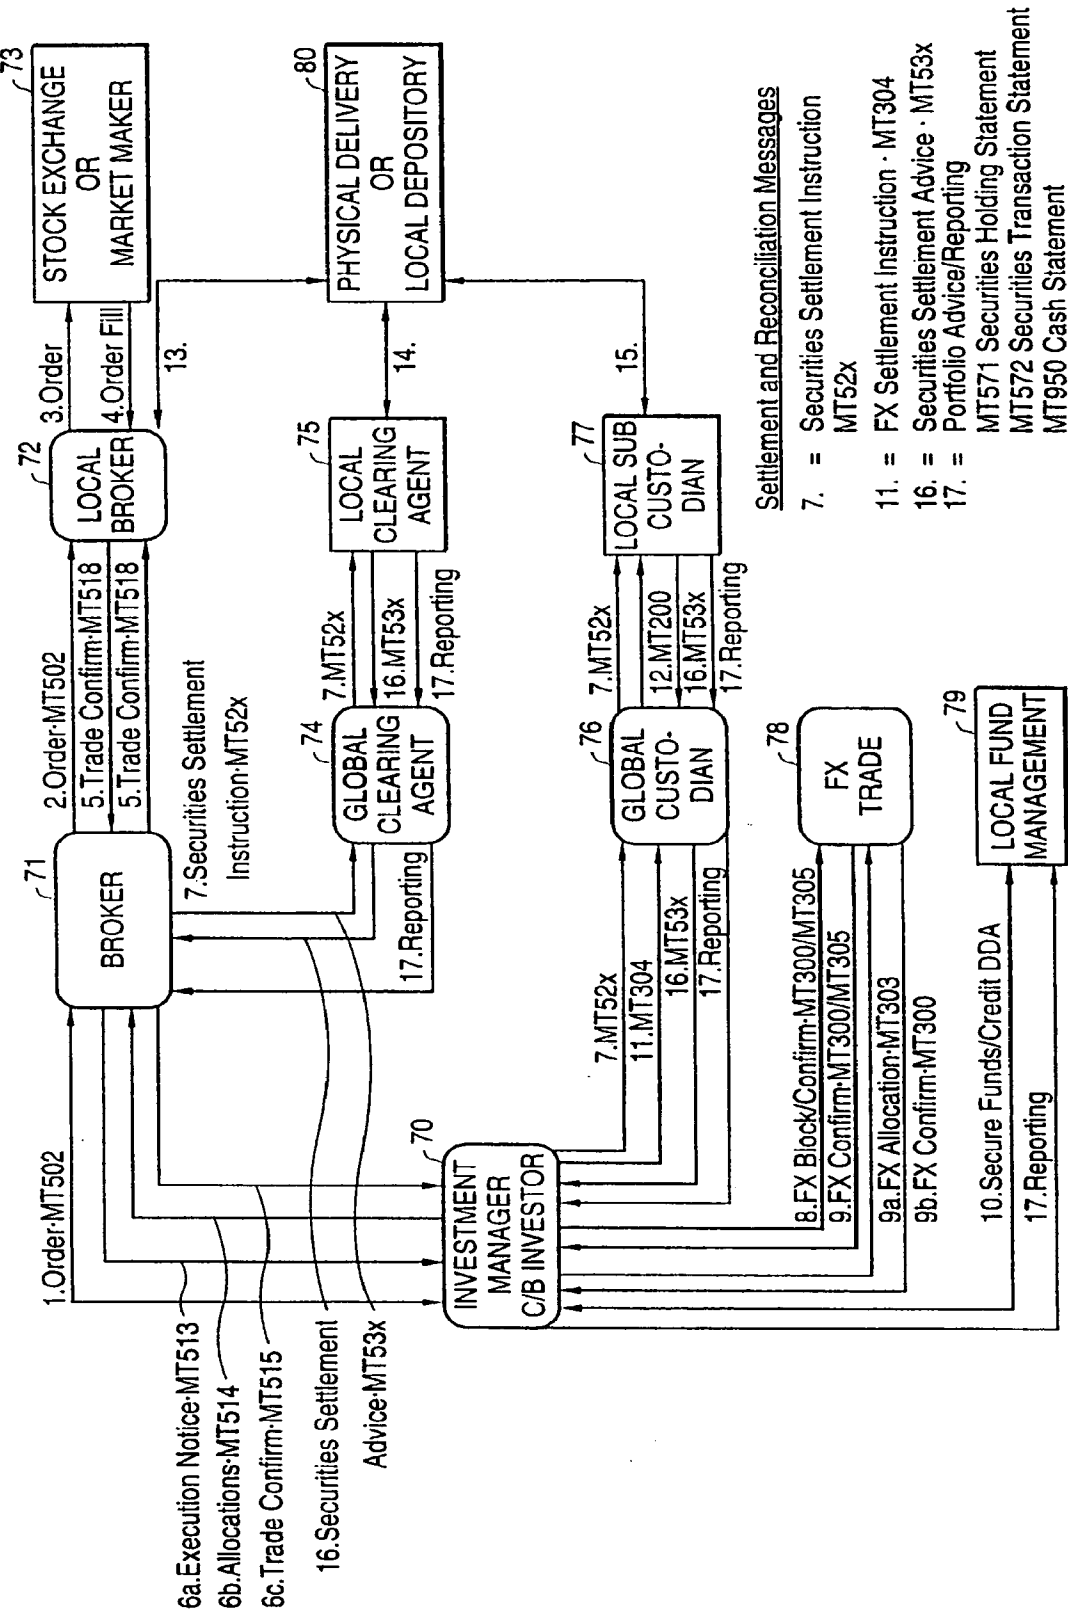 73
STOCK EXCHANGE
OR
MARKET MAKER
3.Order
4.Order Fill
13.
72
LOCAL
BROKER
2.Order·MT502
5.Trade Confirm·MT518
5.Trade Confirm·MT518
71
BROKER
7.Securities Settlement
Instruction·MT52x
1.Order·MT502
6a.Execution Notice·MT513
6b.Allocations·MT514
6c.Trade Confirm·MT515
16.Securities Settlement
Advice·MT53x
80
PHYSICAL DELIVERY
OR
LOCAL DEPOSITORY
14.
15.
75
LOCAL
CLEARING
AGENT
7.MT52x
16.MT53x
17.Reporting
74
GLOBAL
CLEARING
AGENT
17.Reporting
70
INVESTMENT
MANAGER
C/B INVESTOR
77
LOCAL SUB
CUSTO-
DIAN
7.MT52x
12.MT200
16.MT53x
17.Reporting
76
GLOBAL
CUSTO-
DIAN
7.MT52x
11.MT304
16.MT53x
17.Reporting
78
FX
TRADE
8.FX Block/Confirm·MT300/MT305
9.FX Confirm·MT300/MT305
9a.FX Allocation·MT303
9b.FX Confirm·MT300
79
LOCAL FUND
MANAGEMENT
10.Secure Funds/Credit DDA
17.Reporting
Settlement and Reconciliation Messages
7. = Securities Settlement Instruction
MT52x
11. = FX Settlement Instruction · MT304
16. = Securities Settlement Advice · MT53x
17. = Portfolio Advice/Reporting
MT571 Securities Holding Statement
MT572 Securities Transaction Statement
MT950 Cash Statement